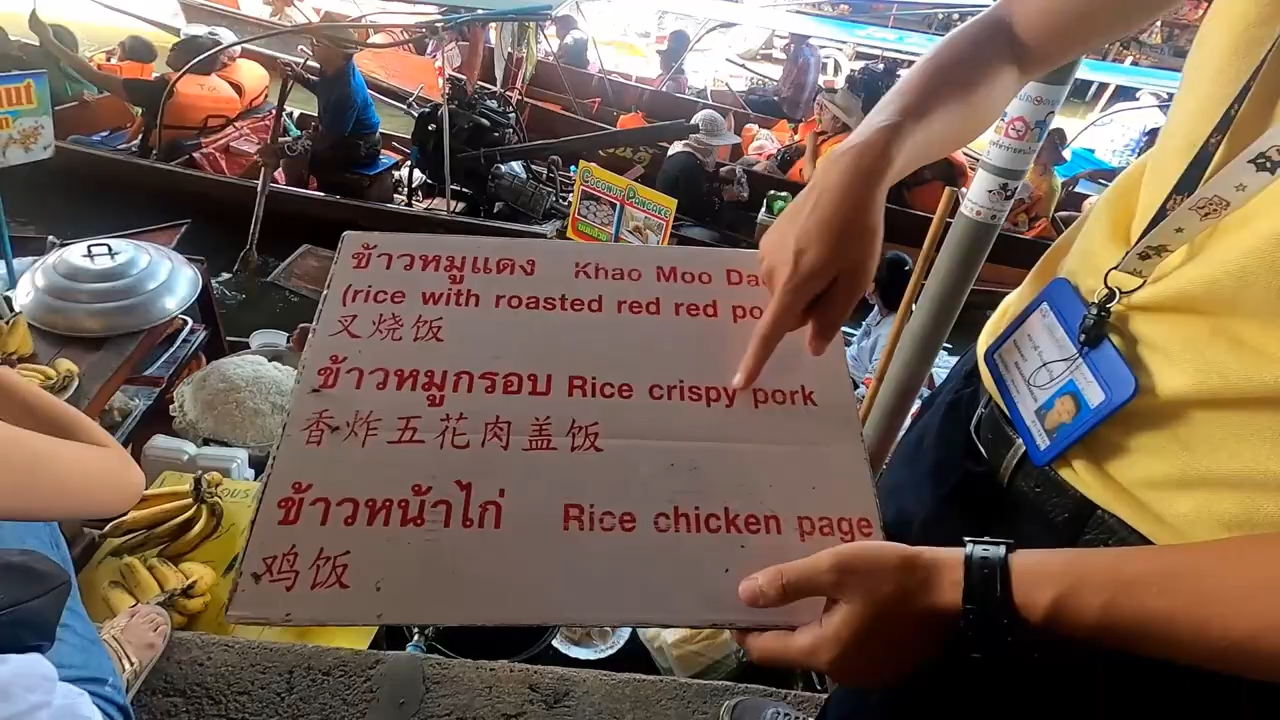 ข้าวหมูแดง Khao Moo
(rice with roasted red red
叉烧饭
ข้าวหมูกรอบ Rice crispy pork
香炸五花肉盖饭
ข้าวหน้าไก่ Rice chicken page
鸡饭
COCONUT PANCAKE